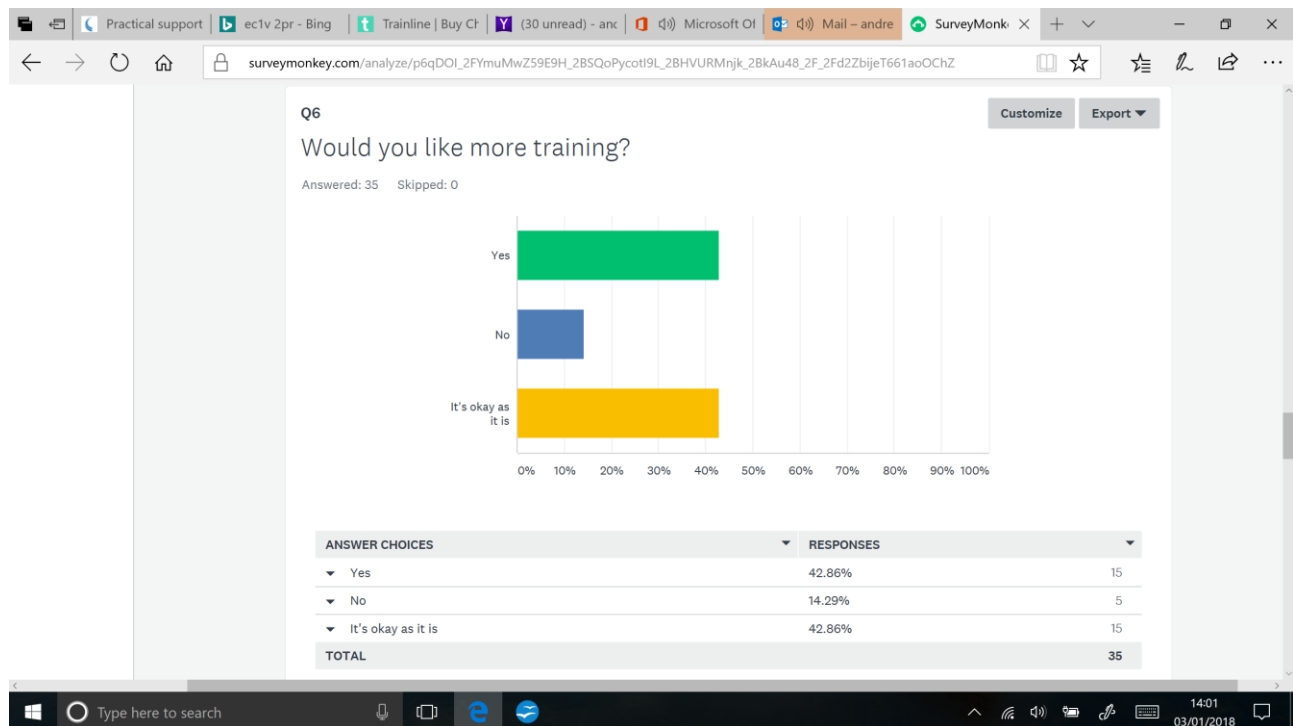 Practical support
ec1v 2pr - Bing
Trainline | Buy Ch
(30 unread) - anc
Microsoft Of
Mail – andre
SurveyMonk
surveymonkey.com/analyze/p6qDOI_2FYmuMwZ59E9H_2BSQoPycotI9L_2BHVURMnjk_2BkAu48_2F_2Fd2ZbijeT661aoOChZ
Q6
Customize
Export
Would you like more training?
Answered: 35 Skipped: 0
Yes
No
It's okay as
it is
0% 10% 20% 30% 40% 50% 60% 70% 80% 90% 100%
ANSWER CHOICES RESPONSES
Yes 42.86% 15
No 14.29% 5
It's okay as it is 42.86% 15
TOTAL 35
Type here to search
14:01
03/01/2018